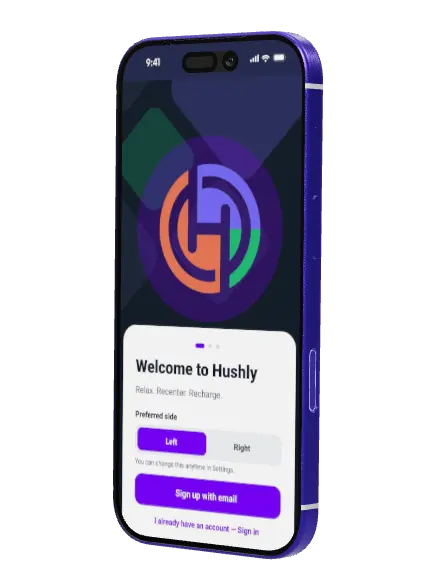 9:41
Welcome to Hushly
Relax. Recenter. Recharge.
Preferred side
Left
Right
You can change this anytime in Settings.
Sign up with email
I already have an account — Sign in